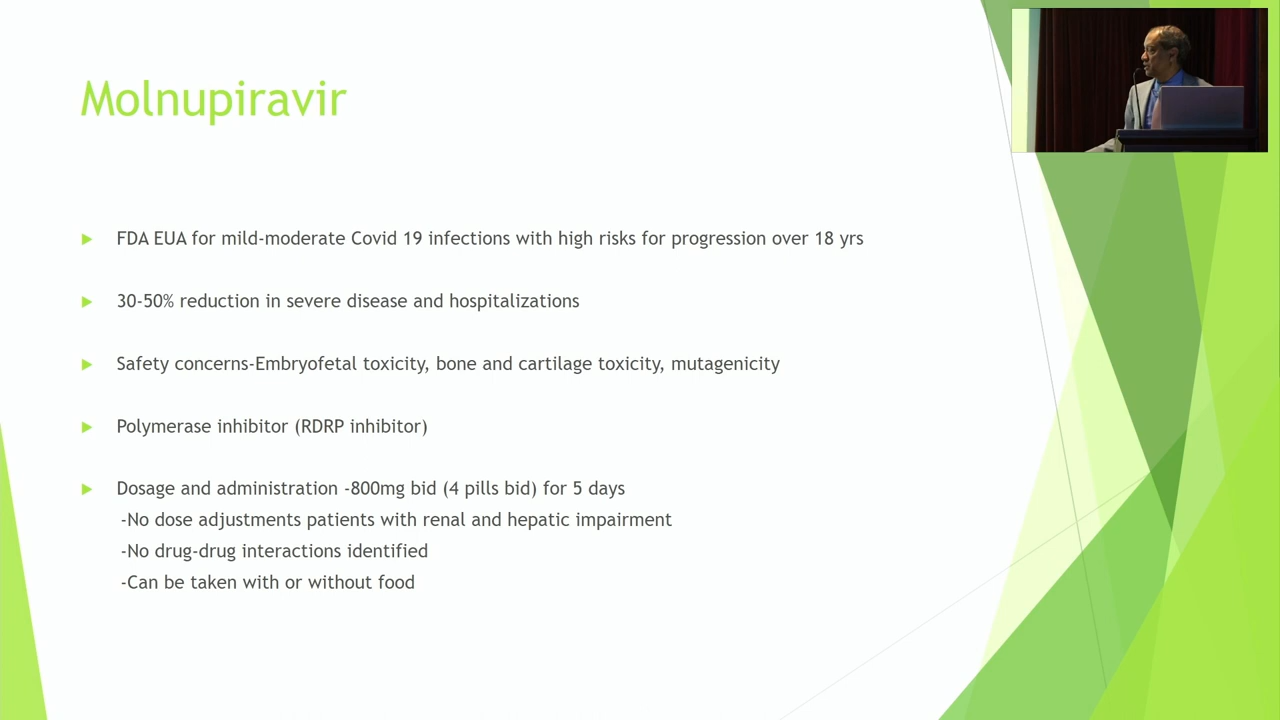 Molnupiravir
FDA EUA for mild-moderate Covid 19 infections with high risks for progression over 18 yrs
30-50% reduction in severe disease and hospitalizations
Safety concerns-Embryofetal toxicity, bone and cartilage toxicity, mutagenicity
Polymerase inhibitor (RDRP inhibitor)
Dosage and administration -800mg bid (4 pills bid) for 5 days
-No dose adjustments patients with renal and hepatic impairment
-No drug-drug interactions identified
-Can be taken with or without food